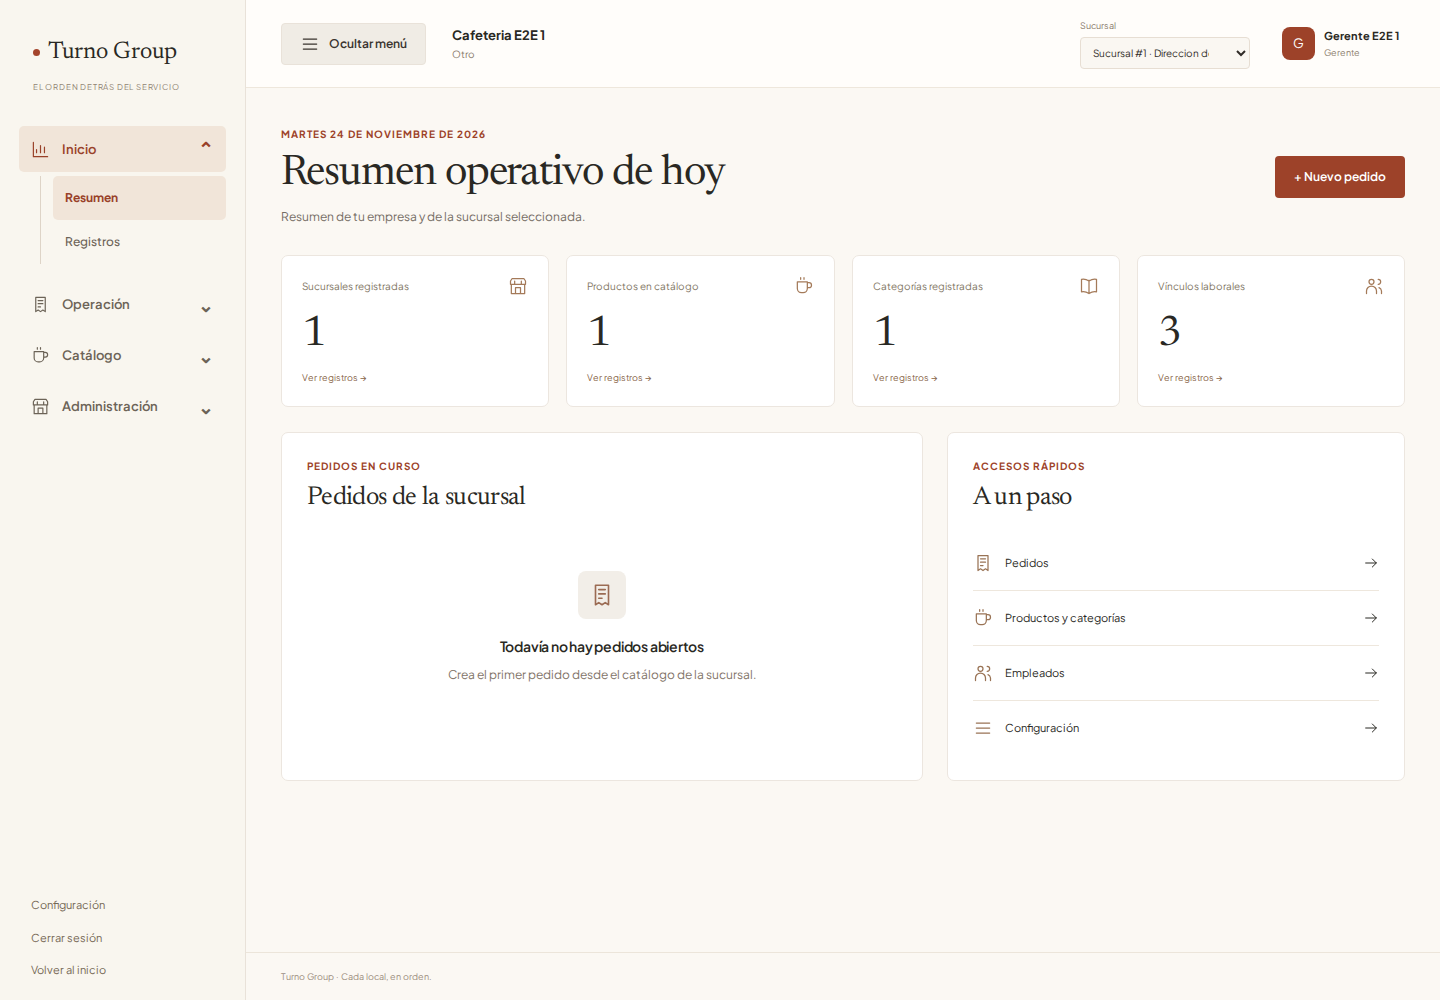 Turno Group
EL ORDEN DETRÁS DEL SERVICIO
Inicio
Resumen
Registros
Operación
Catálogo
Administración
Configuración
Cerrar sesión
Volver al inicio
Ocultar menú
Cafeteria E2E 1
Otro
Sucursal
Sucursal #1 · Direccion d
G
Gerente E2E 1
Gerente
MARTES 24 DE NOVIEMBRE DE 2026
Resumen operativo de hoy
Resumen de tu empresa y de la sucursal seleccionada.
+ Nuevo pedido
Sucursales registradas
1
Ver registros →
Productos en catálogo
1
Ver registros →
Categorías registradas
1
Ver registros →
Vínculos laborales
3
Ver registros →
PEDIDOS EN CURSO
Pedidos de la sucursal
Todavía no hay pedidos abiertos
Crea el primer pedido desde el catálogo de la sucursal.
ACCESOS RÁPIDOS
A un paso
Pedidos
Productos y categorías
Empleados
Configuración
Turno Group · Cada local, en orden.